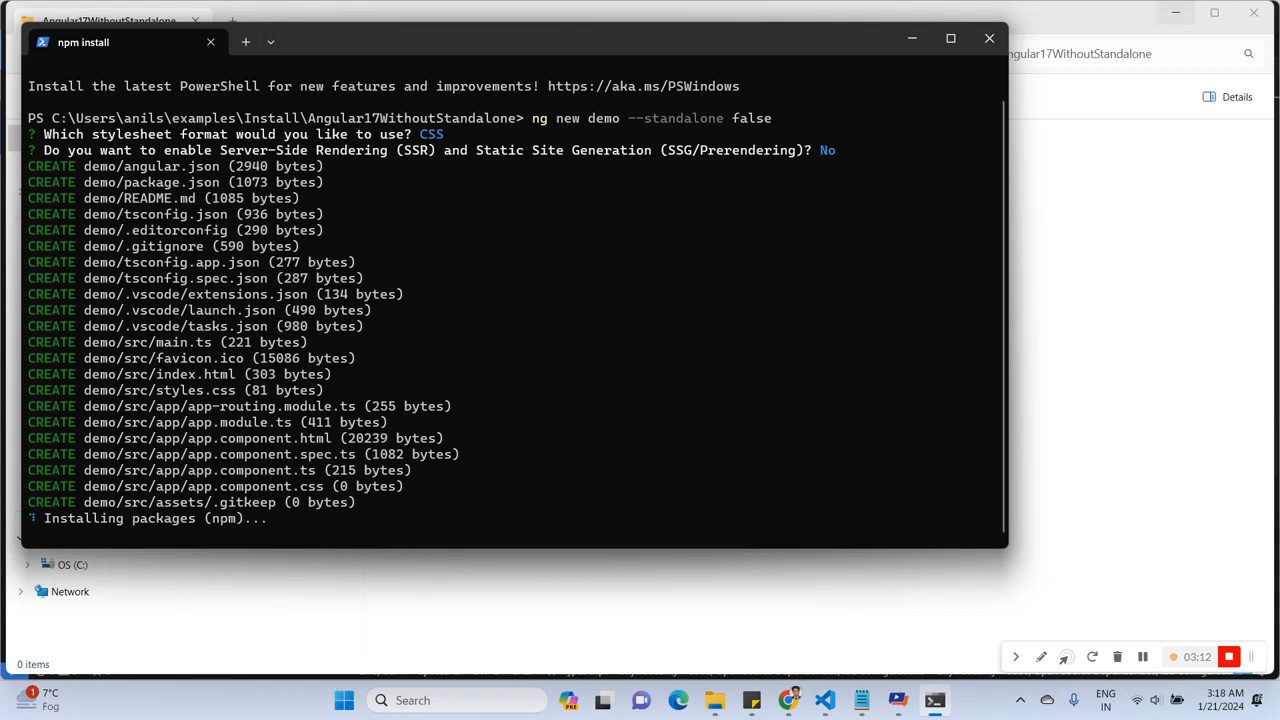 Angular17WithoutStandalone
npm install
ngular17WithoutStandalone
Details
Install the latest PowerShell for new features and improvements! https://aka.ms/PSWindows
PS C:\Users\anils\examples\Install\Angular17WithoutStandalone> ng new demo --standalone false
? Which stylesheet format would you like to use? CSS
? Do you want to enable Server-Side Rendering (SSR) and Static Site Generation (SSG/Prerendering)? No
CREATE demo/angular.json (2940 bytes)
CREATE demo/package.json (1073 bytes)
CREATE demo/README.md (1085 bytes)
CREATE demo/tsconfig.json (936 bytes)
CREATE demo/.editorconfig (290 bytes)
CREATE demo/.gitignore (590 bytes)
CREATE demo/tsconfig.app.json (277 bytes)
CREATE demo/tsconfig.spec.json (287 bytes)
CREATE demo/.vscode/extensions.json (134 bytes)
CREATE demo/.vscode/launch.json (490 bytes)
CREATE demo/.vscode/tasks.json (980 bytes)
CREATE demo/src/main.ts (221 bytes)
CREATE demo/src/favicon.ico (15086 bytes)
CREATE demo/src/index.html (303 bytes)
CREATE demo/src/styles.css (81 bytes)
CREATE demo/src/app/app-routing.module.ts (255 bytes)
CREATE demo/src/app/app.module.ts (411 bytes)
CREATE demo/src/app/app.component.html (20239 bytes)
CREATE demo/src/app/app.component.spec.ts (1082 bytes)
CREATE demo/src/app/app.component.ts (215 bytes)
CREATE demo/src/app/app.component.css (0 bytes)
CREATE demo/src/assets/.gitkeep (0 bytes)
Installing packages (npm)...
OS (C:)
Network
0 items
03:12
1
7°C
Fog
Search
PRE
ENG
IN
3:18 AM
1/21/2024